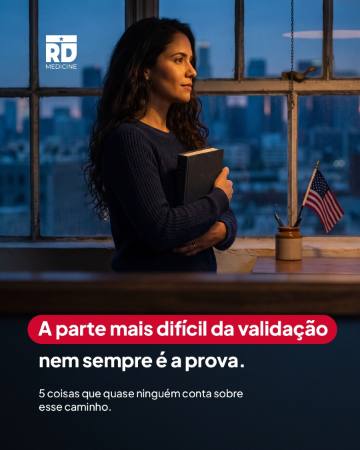 RD
MEDICINE
A parte mais difícil da validação
nem sempre é a prova.
5 coisas que quase ninguém conta sobre
esse caminho.